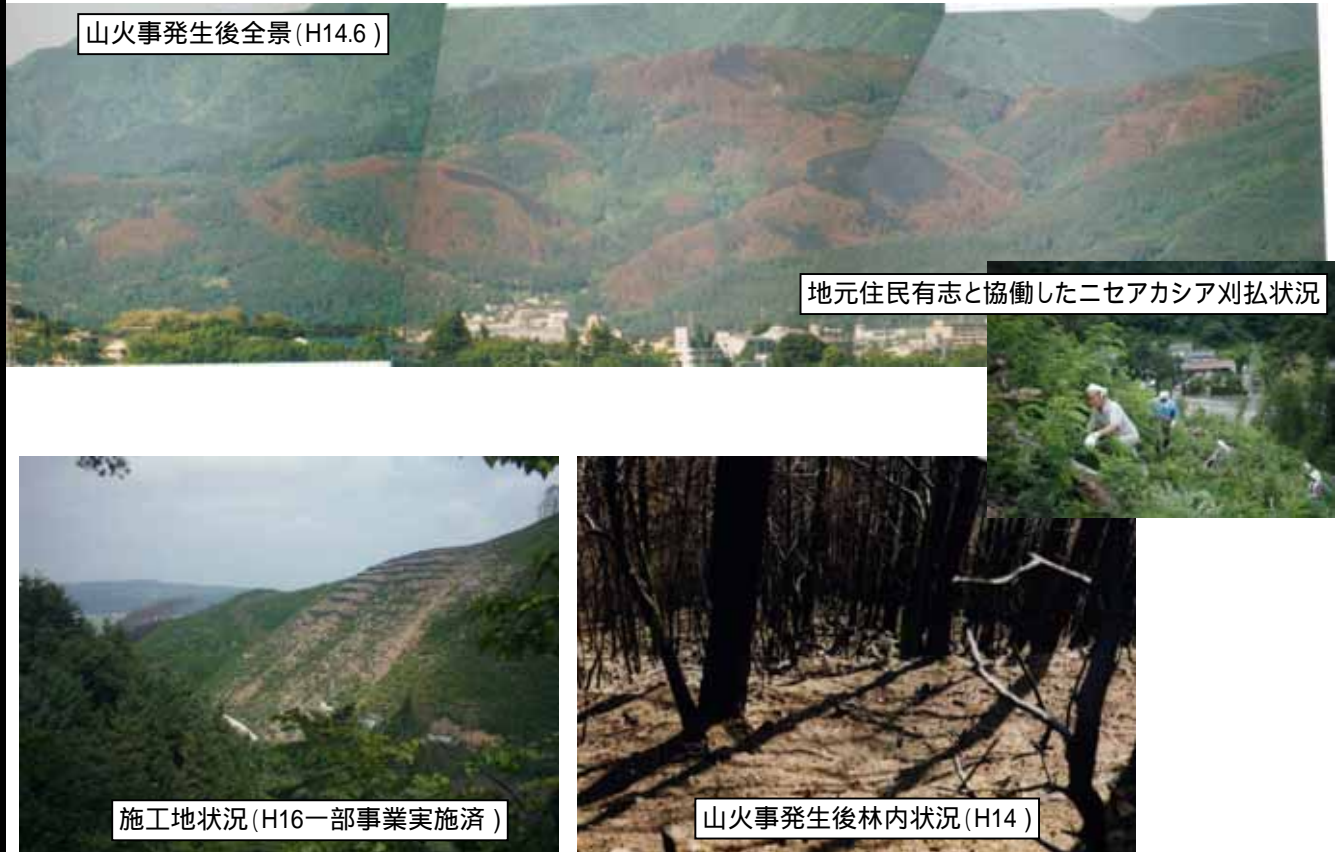 山火事発生後全景(H14.6 )
地元住民有志と協働したニセアカシア刈払状況
施工地状況(H16一部事業実施済 )
山火事発生後林内状況(H14 )